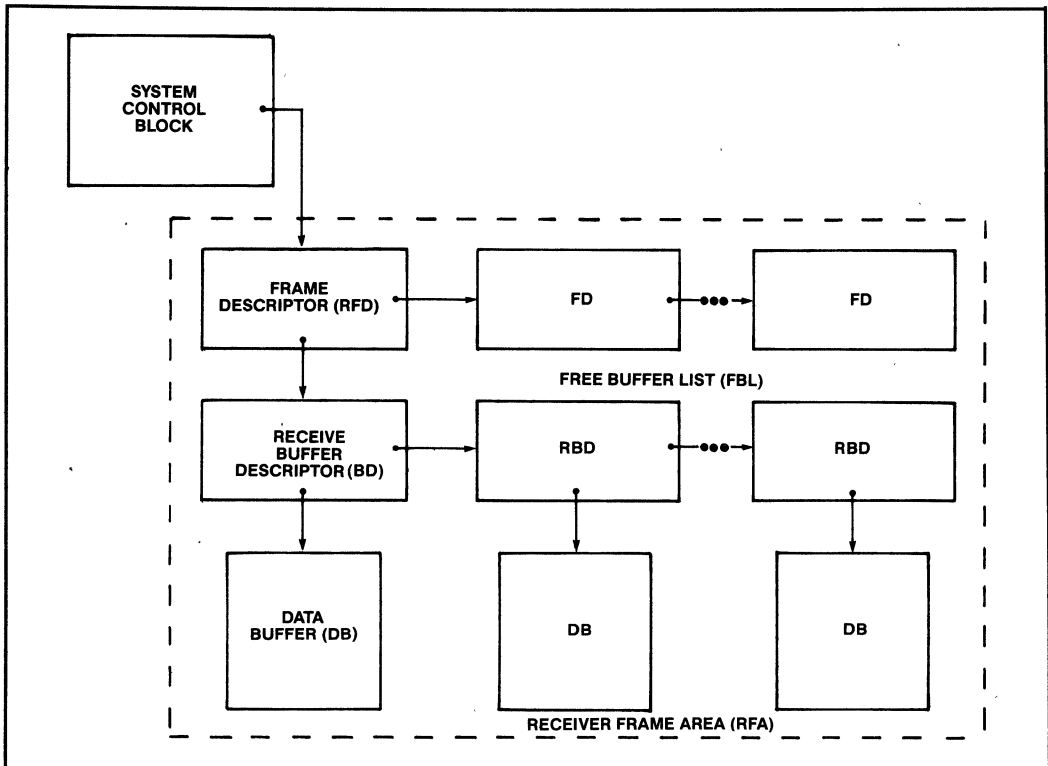 SYSTEM
CONTROL
BLOCK
FRAME
DESCRIPTOR (RFD)
FD
FD
FREE BUFFER LIST (FBL)
RECEIVE
BUFFER
DESCRIPTOR (BD)
RBD
RBD
DATA
BUFFER (DB)
DB
DB
RECEIVER FRAME AREA (RFA)